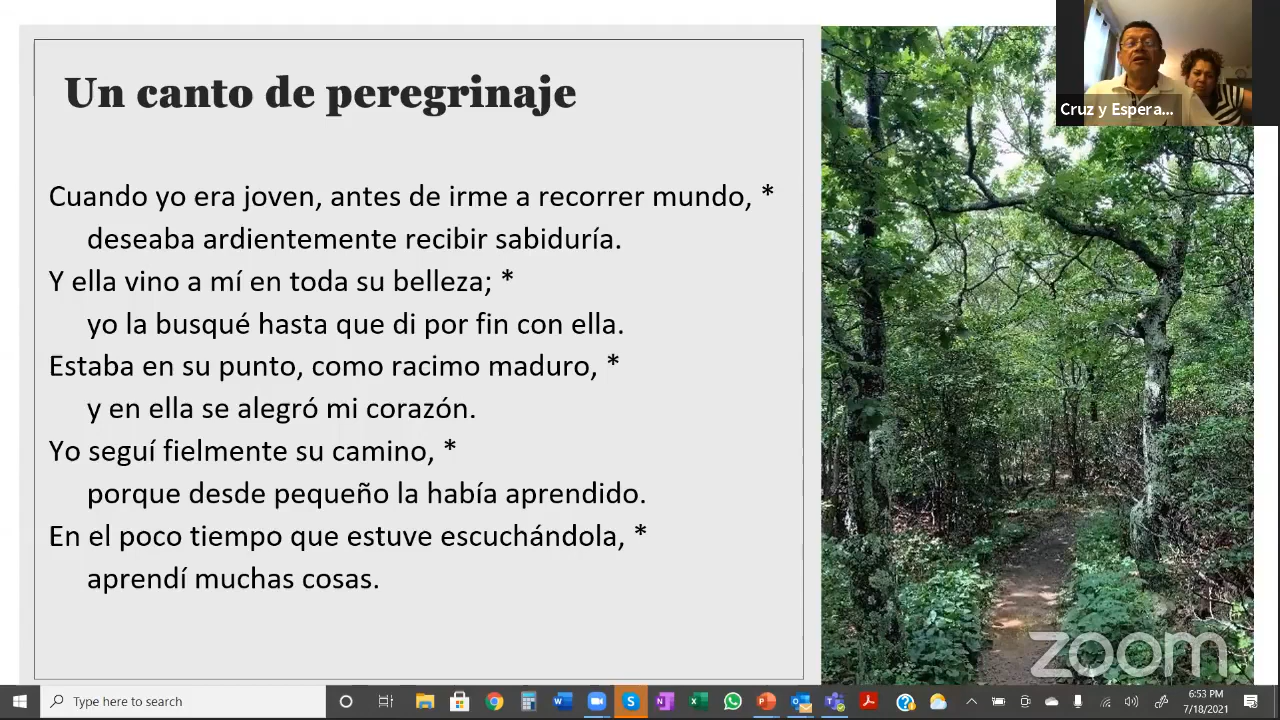 Un canto de peregrinaje
Cruz y Espera...
Cuando yo era joven, antes de irme a recorrer mundo, *
deseaba ardientemente recibir sabiduría.
Y ella vino a mí en toda su belleza; *
yo la busqué hasta que di por fin con ella.
Estaba en su punto, como racimo maduro, *
y en ella se alegró mi corazón.
Yo seguí fielmente su camino, *
porque desde pequeño la había aprendido.
En el poco tiempo que estuve escuchándola, *
aprendí muchas cosas.
zoom
Type here to search
6:53 PM
7/18/2021